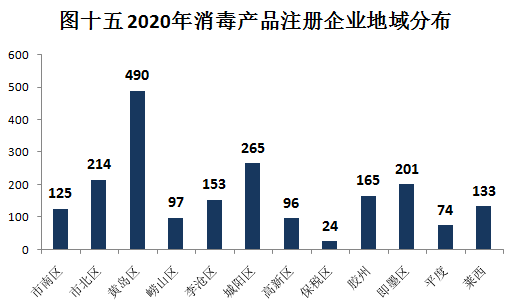 图十五 2020年消毒产品注册企业地域分布
600
500
400
300
200
100
0
125
214
490
97
153
265
96
24
165
201
74
133
市南区
市北区
黄岛区
崂山区
李沧区
城阳区
高新区
保税区
胶州
即墨区
平度
莱西